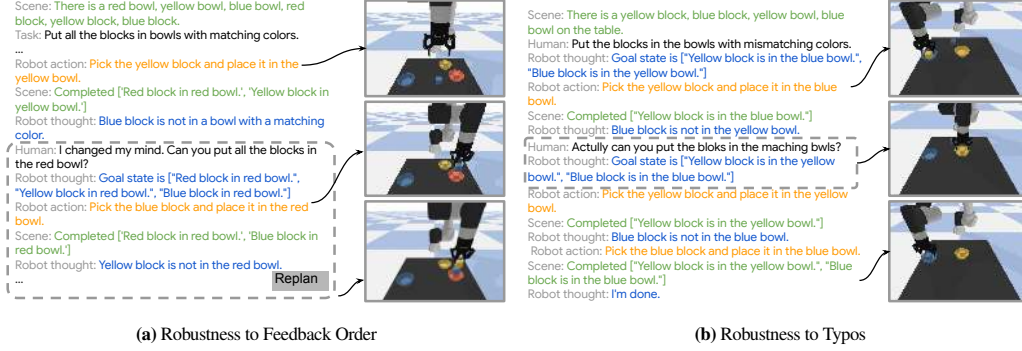 Scene: There is a red bowl, yellow bowl, blue bowl, red
block, yellow block, blue block.
Task: Put all the blocks in bowls with matching colors.
...
Robot action: Pick the yellow block and place it in the
yellow bowl.
Scene: Completed ['Red block in red bowl.', 'Yellow block in
yellow bowl.']
Robot thought: Blue block is not in a bowl with a matching
color.
Human: I changed my mind. Can you put all the blocks in
the red bowl?
Robot thought: Goal state is ["Red block in red bowl.",
"Yellow block in red bowl.", "Blue block in red bowl."]
Robot action: Pick the blue block and place it in the red
bowl.
Scene: Completed ['Red block in red bowl.', 'Blue block in
red bowl.']
Robot thought: Yellow block is not in the red bowl.
Replan
...
(a) Robustness to Feedback Order
Scene: There is a yellow block, blue block, yellow bowl, blue
bowl on the table.
Human: Put the blocks in the bowls with mismatching colors.
Robot thought: Goal state is ["Yellow block is in the blue bowl.",
"Blue block is in the yellow bowl."]
Robot action: Pick the yellow block and place it in the blue
bowl.
Scene: Completed ["Yellow block is in the blue bowl."]
Robot thought: Blue block is not in the yellow bowl.
Human: Actully can you put the bloks in the maching bwls?
Robot thought: Goal state is ["Yellow block is in the yellow
bowl.", "Blue block is in the blue bowl."]
Robot action: Pick the yellow block and place it in the yellow
bowl.
Scene: Completed ["Yellow block is in the yellow bowl."]
Robot thought: Blue block is not in the blue bowl.
Robot action: Pick the blue block and place it in the blue bowl.
Scene: Completed ["Yellow block is in the yellow bowl.", "Blue
block is in the blue bowl."]
Robot thought: I'm done.
(b) Robustness to Typos